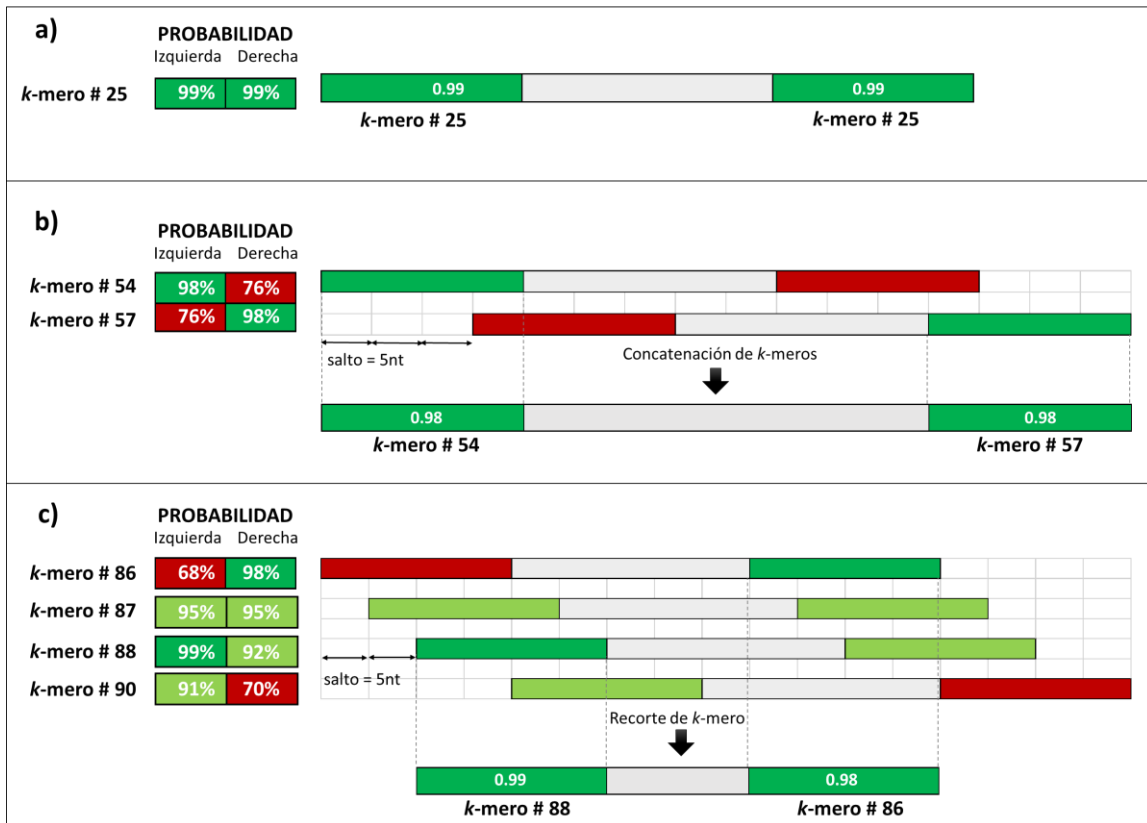 a)
PROBABILIDAD
Izquierda Derecha
k-mero # 25 99% 99% 0.99 0.99
k-mero # 25 k-mero # 25
b)
PROBABILIDAD
Izquierda Derecha
k-mero # 54 98% 76%
k-mero # 57 76% 98%
salto = 5nt
Concatenación de k-meros
0.98 0.98
k-mero # 54 k-mero # 57
c)
PROBABILIDAD
Izquierda Derecha
k-mero # 86 68% 98%
k-mero # 87 95% 95%
k-mero # 88 99% 92%
salto = 5nt
k-mero # 90 91% 70%
Recorte de k-mero
0.99 0.98
k-mero # 88 k-mero # 86